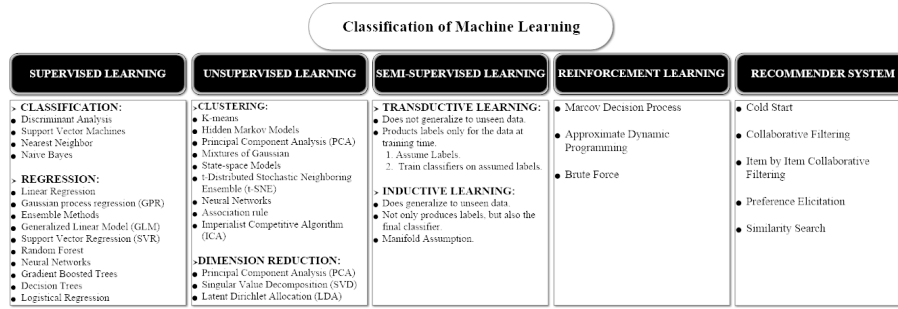 Classification of Machine Learning
SUPERVISED LEARNING
CLASSIFICATION:
Discriminant Analysis
Support Vector Machines
Nearest Neighbor
Naive Bayes
REGRESSION:
Linear Regression
Gaussian process regression (GPR)
Ensemble Methods
Generalized Linear Model (GLM)
Support Vector Regression (SVR)
Random Forest
Neural Networks
Gradient Boosted Trees
Decision Trees
Logistical Regression
UNSUPERVISED LEARNING
CLUSTERING:
K-means
Hidden Markov Models
Principal Component Analysis (PCA)
Mixtures of Gaussian
State-space Models
t-Distributed Stochastic Neighboring
Ensemble (t-SNE)
Neural Networks
Association rule
Imperialist Competitive Algorithm
(ICA)
DIMENSION REDUCTION:
Principal Component Analysis (PCA)
Singular Value Decomposition (SVD)
Latent Dirichlet Allocation (LDA)
SEMI-SUPERVISED LEARNING
TRANSDUCTIVE LEARNING:
Does not generalize to unseen data.
Products labels only for the data at
training time.
1. Assume Labels.
2. Train classifiers on assumed labels.
INDUCTIVE LEARNING:
Does generalize to unseen data.
Not only produces labels, but also the
final classifier.
Manifold Assumption.
REINFORCEMENT LEARNING
Marcov Decision Process
Approximate Dynamic
Programming
Brute Force
RECOMMENDER SYSTEM
Cold Start
Collaborative Filtering
Item by Item Collaborative
Filtering
Preference Elicitation
Similarity Search